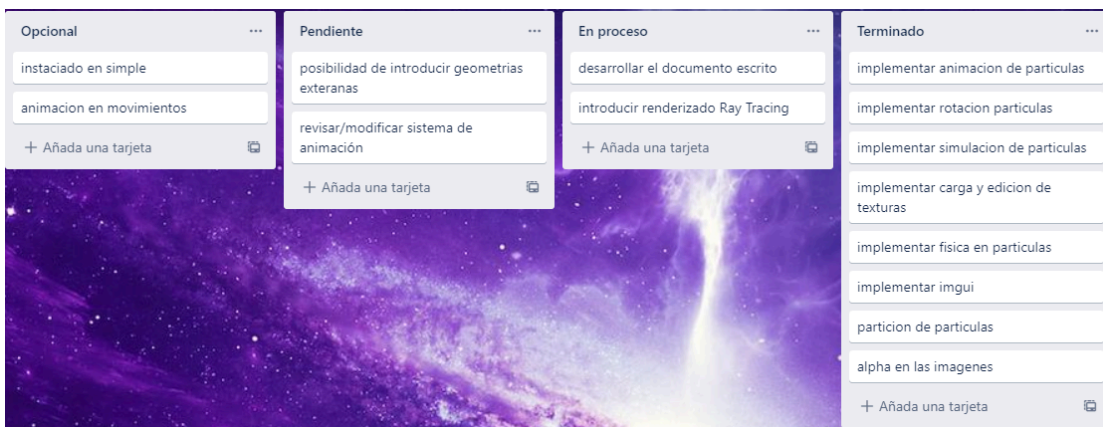 Opcional
instaciado en simple
animacion en movimientos
+ Añada una tarjeta
Pendiente
posibilidad de introducir geometrias
exteranas
revisar/modificar sistema de
animación
+ Añada una tarjeta
En proceso
desarrollar el documento escrito
introducir renderizado Ray Tracing
+ Añada una tarjeta
Terminado
implementar animacion de particulas
implementar rotacion particulas
implementar simulacion de particulas
implementar carga y edicion de
texturas
implementar fisica en particulas
implementar imgui
particion de particulas
alpha en las imagenes
+ Añada una tarjeta